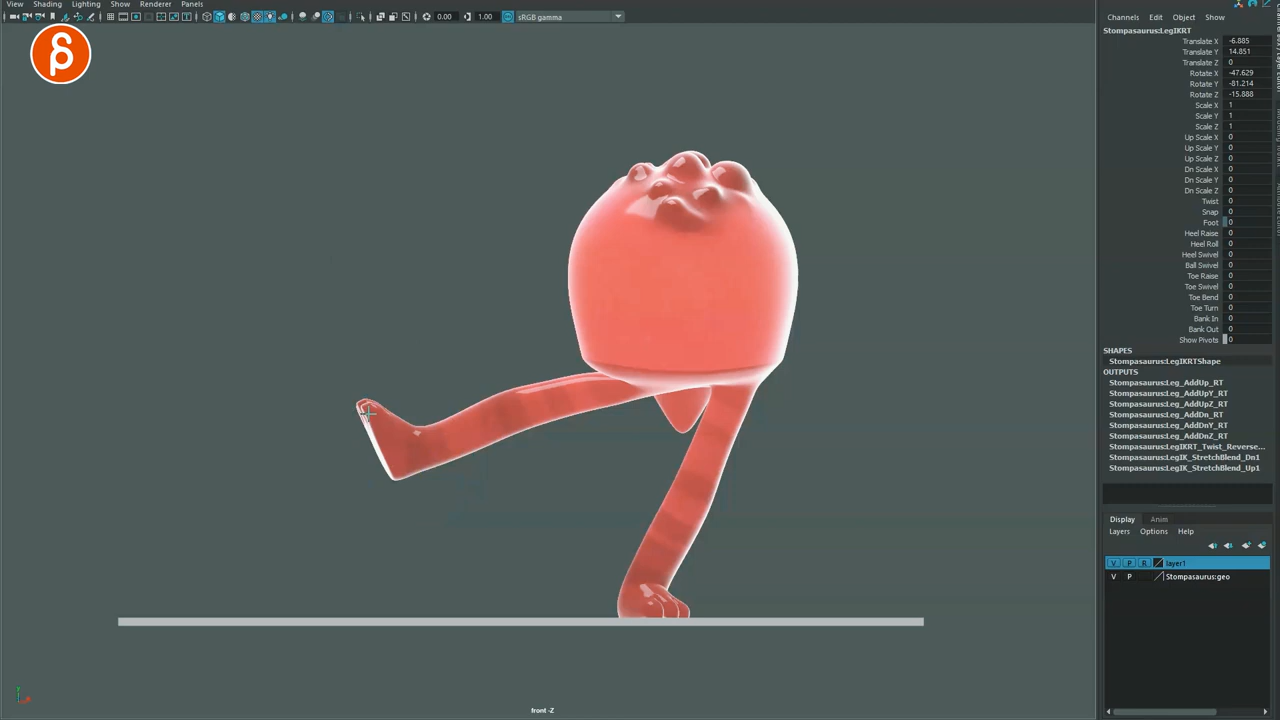 View Shading Lighting Show Renderer Panels
0.00 1.00 sRGB gamma
Channels Edit Object Show
Stompasaurus:LegIKRT
Translate X -6.885
Translate Y 14.851
Translate Z 0
Rotate X -47.629
Rotate Y -81.214
Rotate Z -15.888
Scale X 1
Scale Y 1
Scale Z 1
Up Scale X 0
Up Scale Y 0
Up Scale Z 0
Dn Scale X 0
Dn Scale Y 0
Dn Scale Z 0
Twist 0
Snap 0
Foot 0
Heel Raise 0
Heel Roll 0
Heel Swivel 0
Ball Swivel 0
Toe Raise 0
Toe Swivel 0
Toe Bend 0
Toe Turn 0
Bank In 0
Bank Out 0
Show Pivots 0
SHAPES
Stompasaurus:LegIKRTShape
OUTPUTS
Stompasaurus:Leg_AddUp_RT
Stompasaurus:Leg_AddUpY_RT
Stompasaurus:Leg_AddUpZ_RT
Stompasaurus:Leg_AddDn_RT
Stompasaurus:Leg_AddDnY_RT
Stompasaurus:Leg_AddDnZ_RT
Stompasaurus:LegIKRT_Twist_Reverse...
Stompasaurus:LegIK_StretchBlend_Dn1
Stompasaurus:LegIK_StretchBlend_Up1
Display Anim
Layers Options Help
V P R layer1
V P Stompasaurus:geo
front -Z